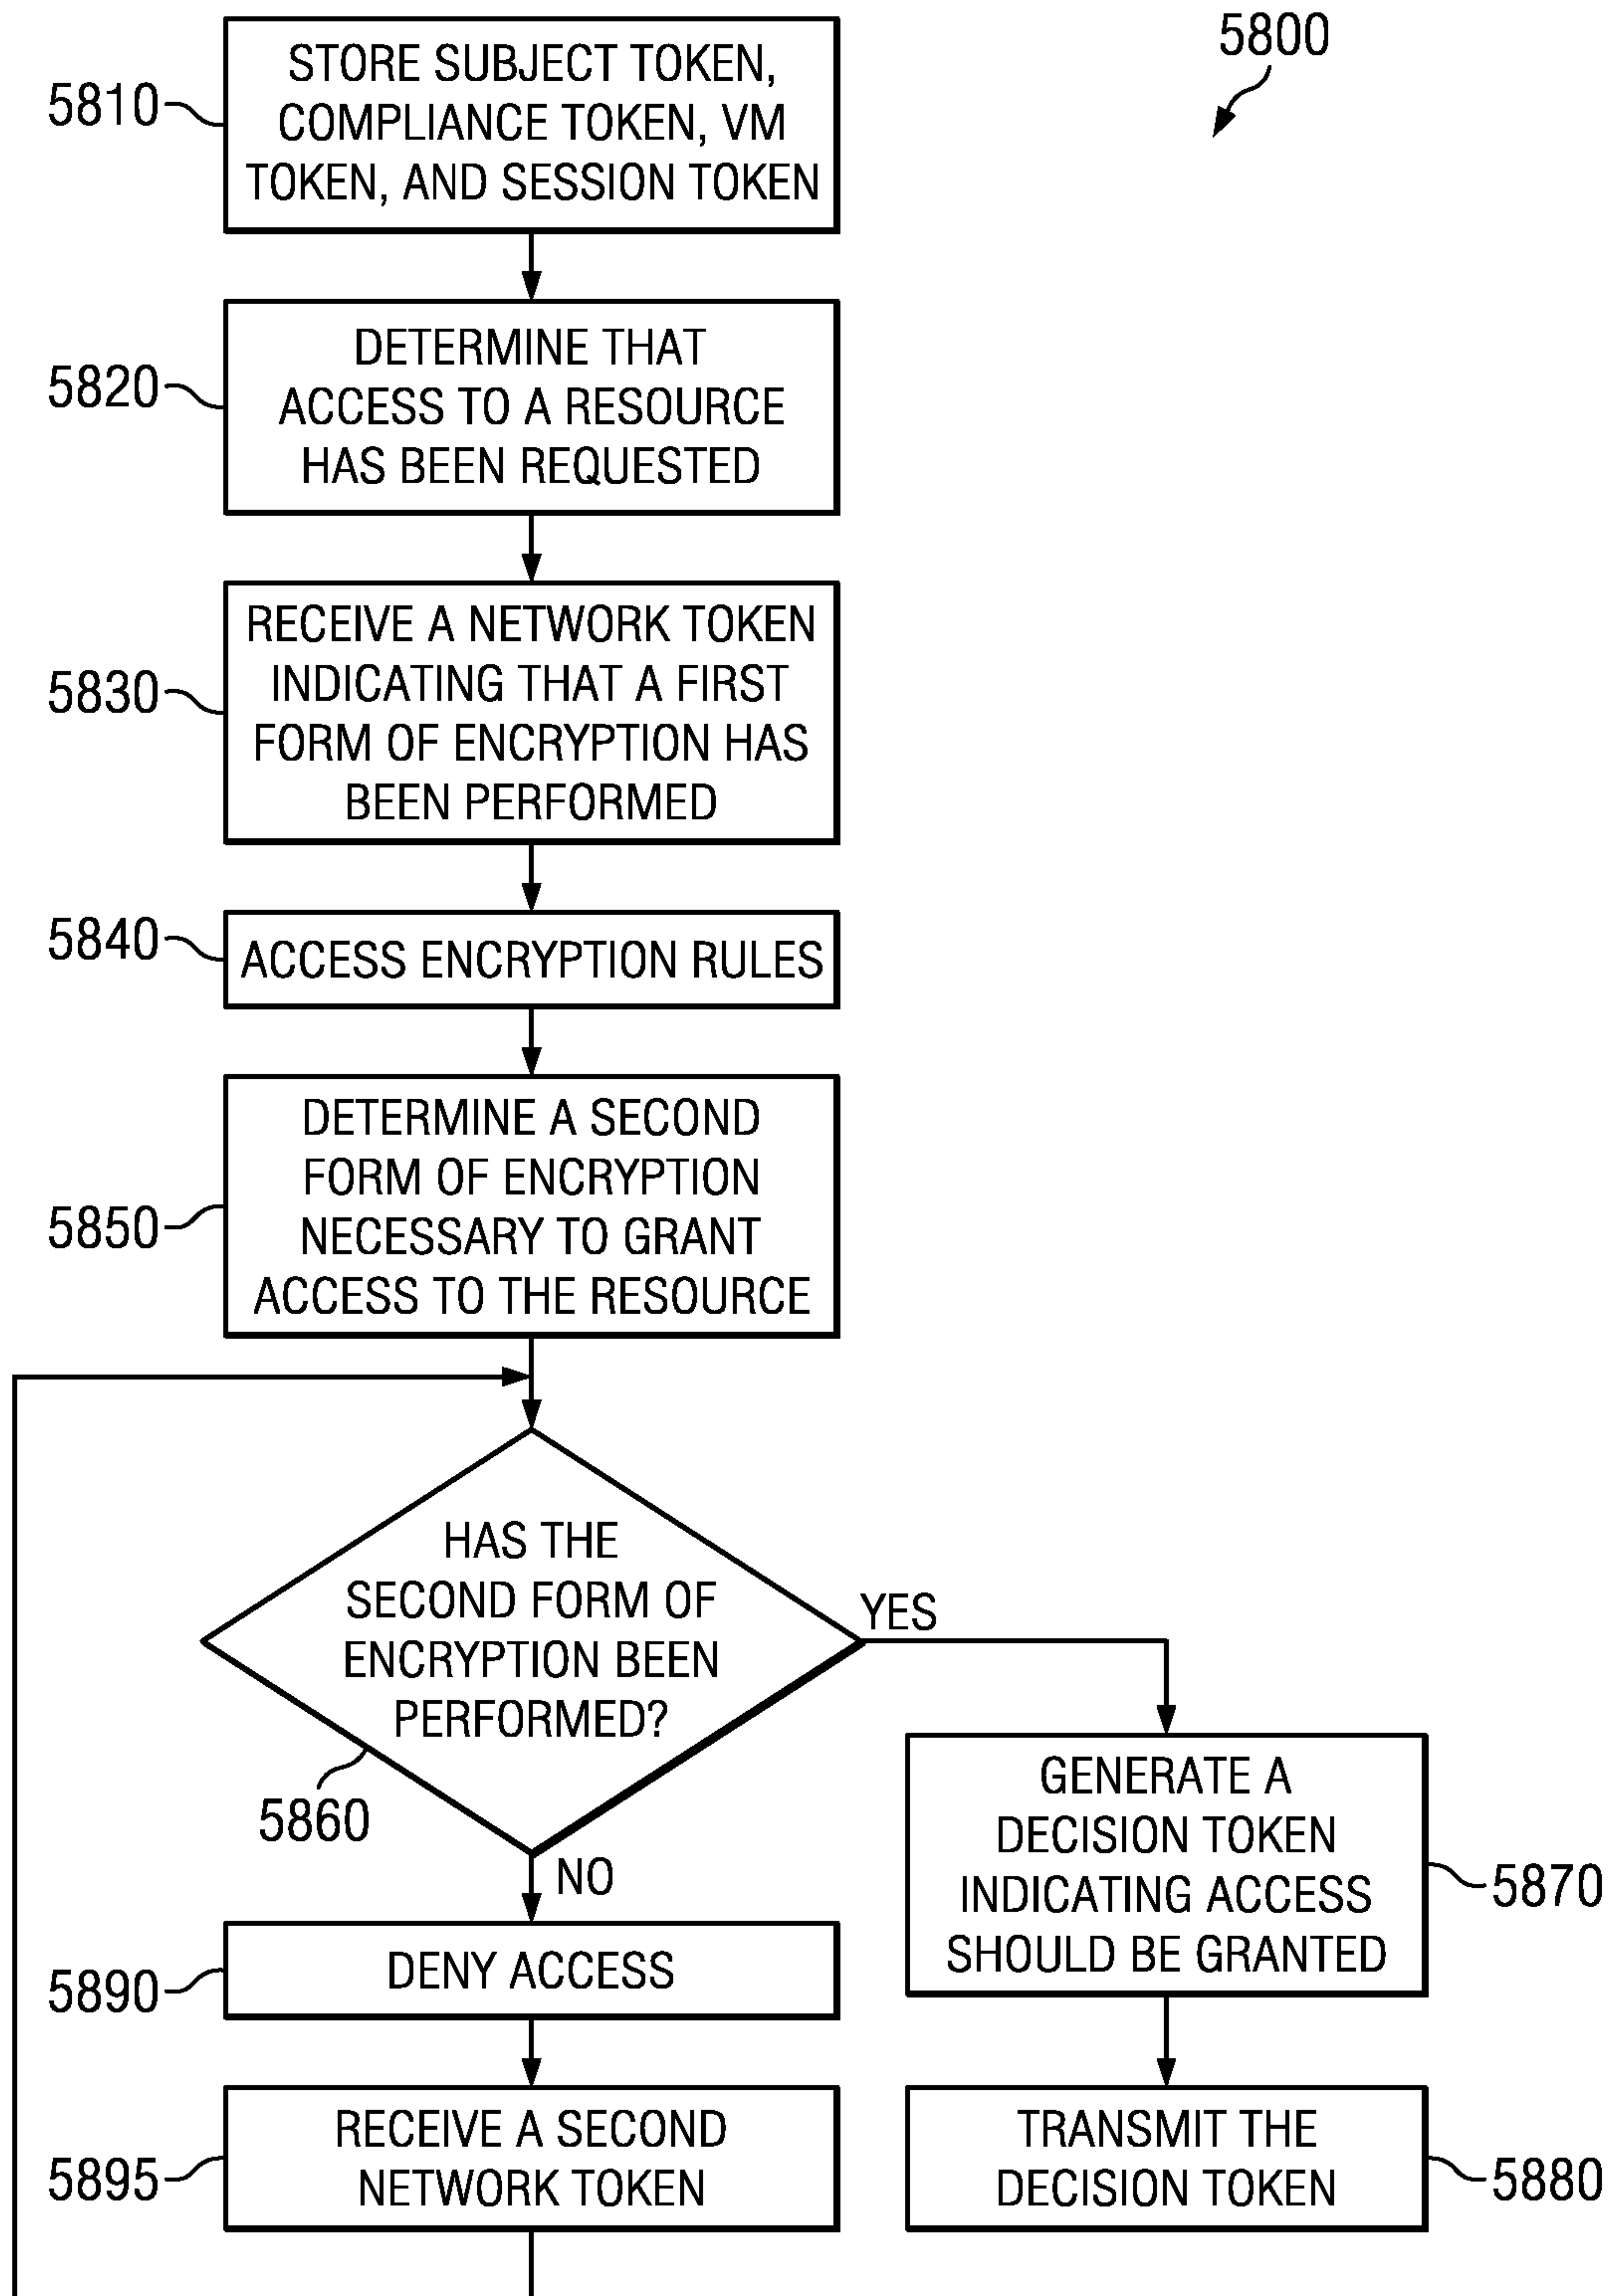 5800
5810
STORE SUBJECT TOKEN,
COMPLIANCE TOKEN, VM
TOKEN, AND SESSION TOKEN
5820
DETERMINE THAT
ACCESS TO A RESOURCE
HAS BEEN REQUESTED
5830
RECEIVE A NETWORK TOKEN
INDICATING THAT A FIRST
FORM OF ENCRYPTION HAS
BEEN PERFORMED
5840
ACCESS ENCRYPTION RULES
5850
DETERMINE A SECOND
FORM OF ENCRYPTION
NECESSARY TO GRANT
ACCESS TO THE RESOURCE
HAS THE
SECOND FORM OF
ENCRYPTION BEEN
PERFORMED?
5860
YES
NO
GENERATE A
DECISION TOKEN
INDICATING ACCESS
SHOULD BE GRANTED
5870
5890
DENY ACCESS
5895
RECEIVE A SECOND
NETWORK TOKEN
TRANSMIT THE
DECISION TOKEN
5880